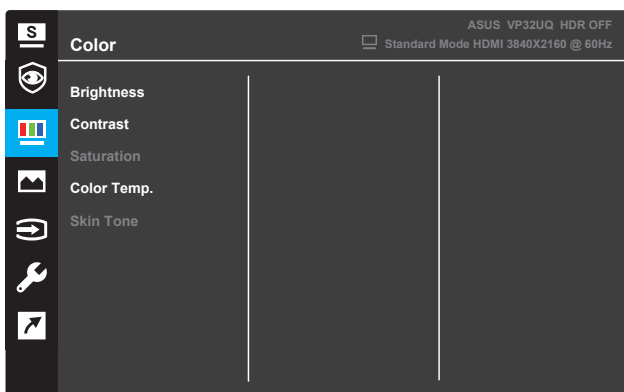 S
ASUS VP32UQ HDR OFF
Color
Standard Mode HDMI 3840X2160 @ 60Hz
Brightness
Contrast
Saturation
Color Temp.
Skin Tone